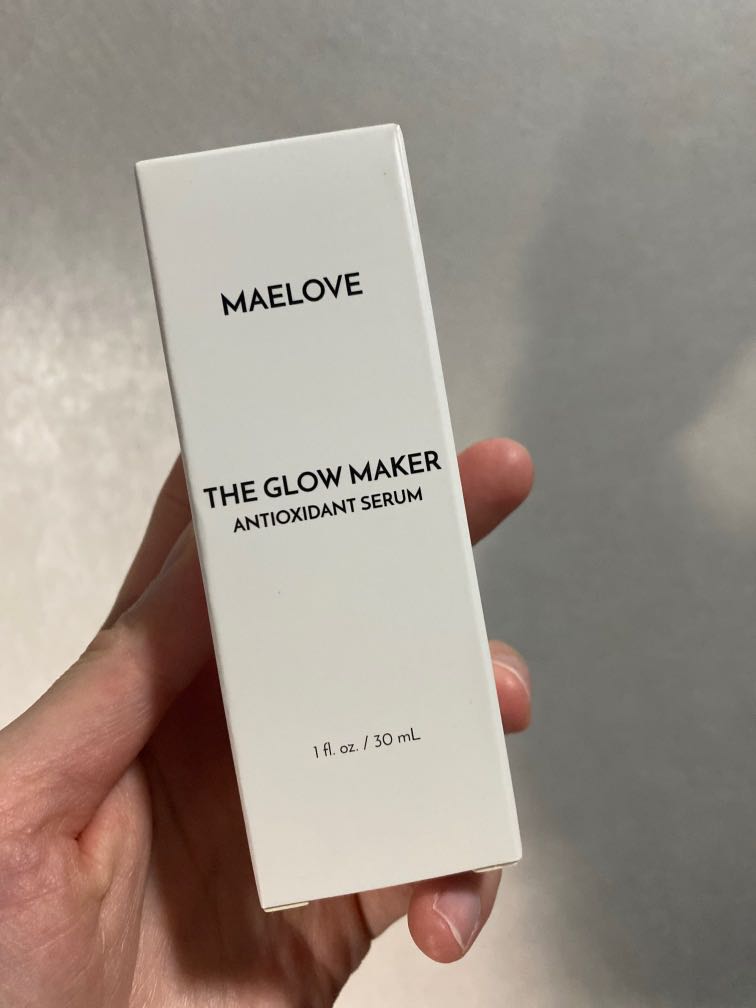 MAELOVE
THE GLOW MAKER
ANTIOXIDANT SERUM
1 fl. oz. / 30 mL